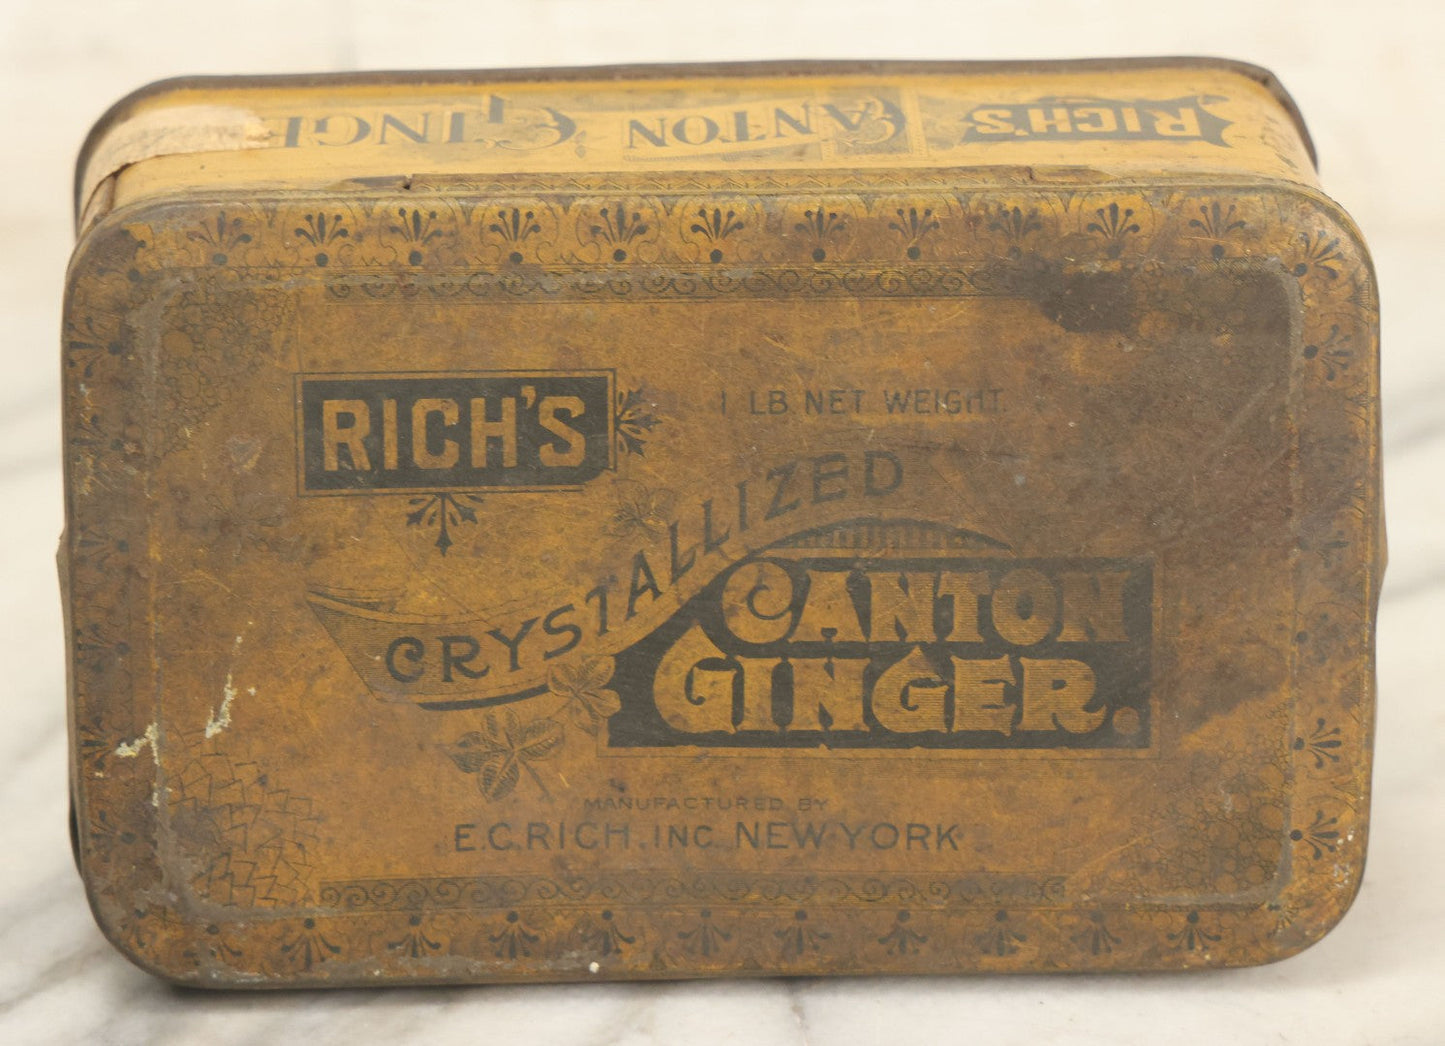 RICH'S
CANTON GINGE
RICH'S
1 LB. NET WEIGHT.
CRYSTALLIZED
CANTON
GINGER.
MANUFACTURED BY
E.C. RICH, INC. NEW YORK